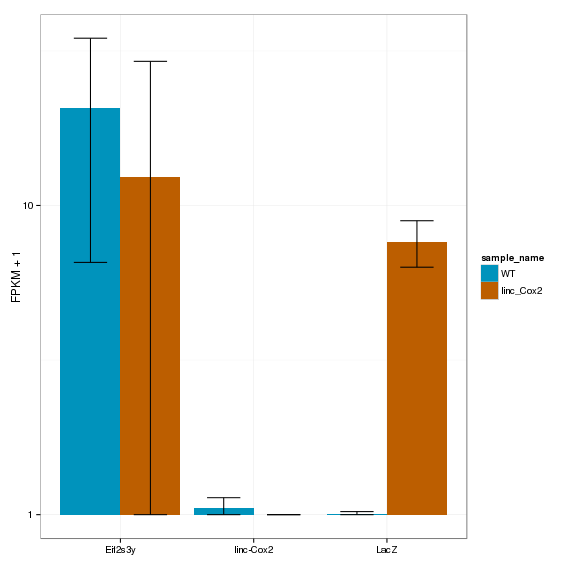 FPKM + 1
10
1
Eif2s3y
linc-Cox2
LacZ
sample_name
WT
linc_Cox2